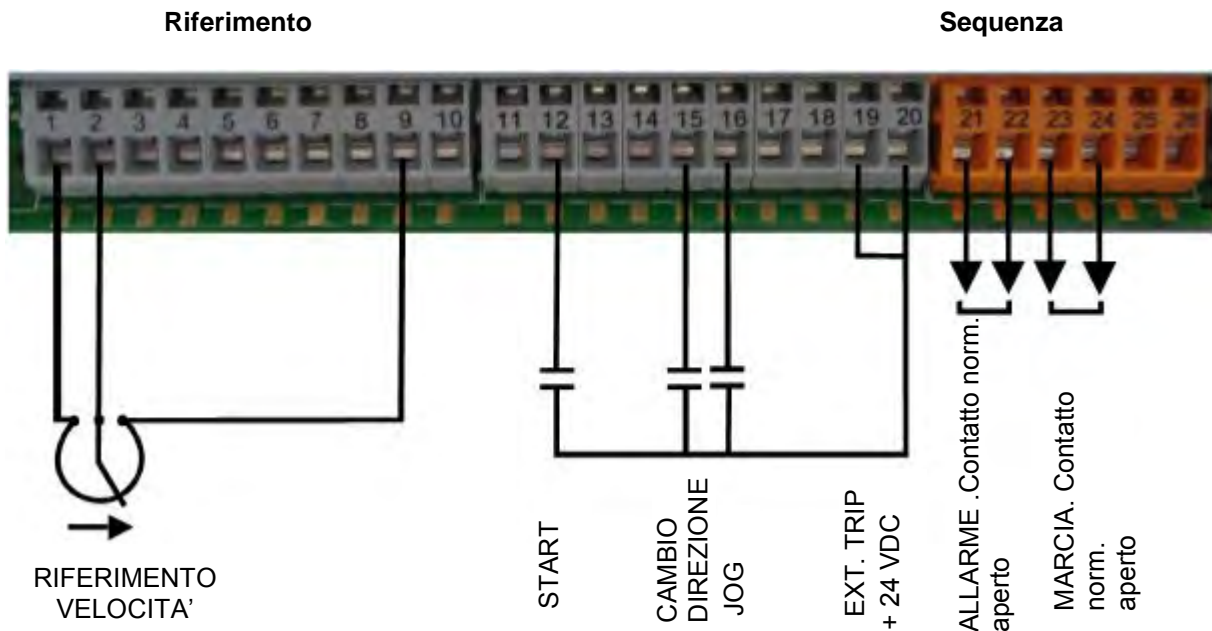 Riferimento
Sequenza
1 2 3 4 5 6 7 8 9 10 11 12 13 14 15 16 17 18 19 20 21 22 23 24 25 26
RIFERIMENTO
VELOCITA’
START
CAMBIO
DIREZIONE
JOG
EXT. TRIP
+ 24 VDC
ALLARME .Contatto norm.
aperto
MARCIA. Contatto
norm.
aperto